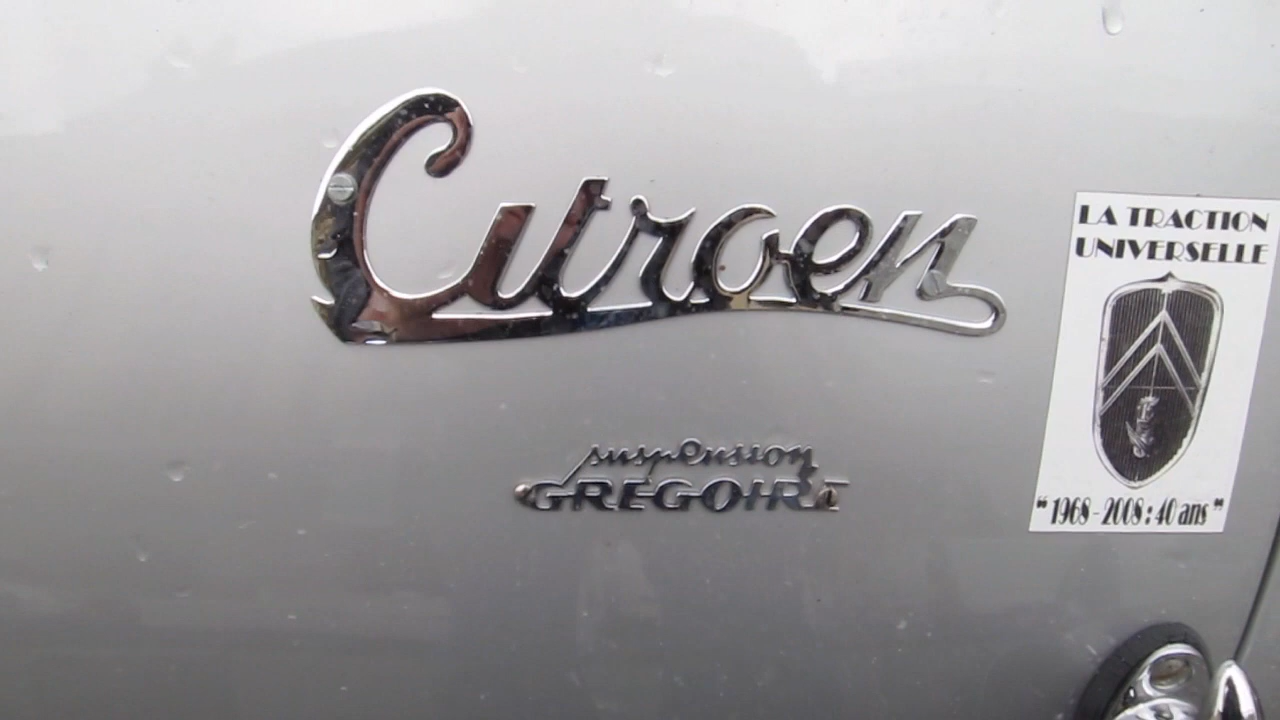 Citroen
suspension
GREGOIRE
LA TRACTION
UNIVERSELLE
"1968 - 2008 : 40 ans"